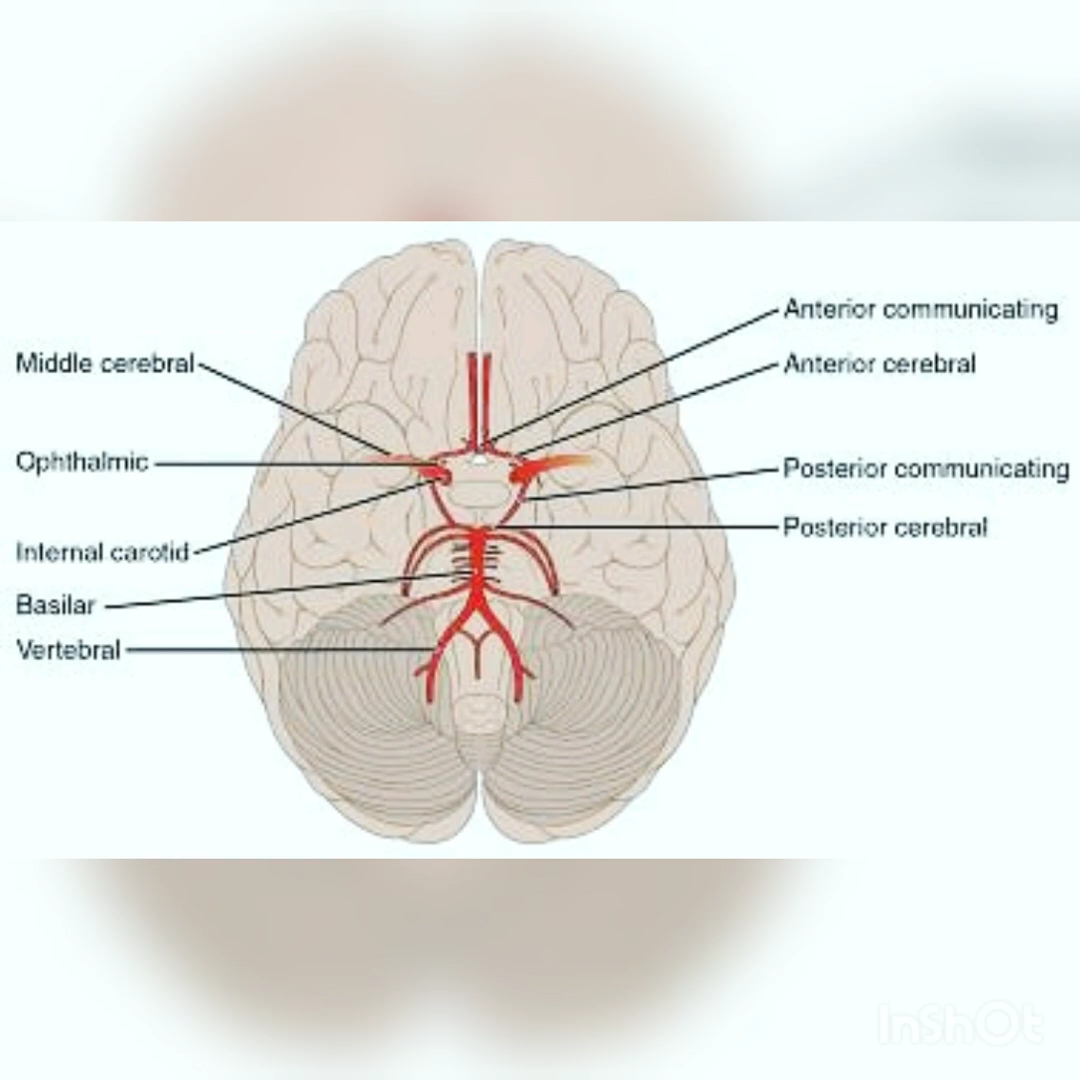 Anterior communicating
Middle cerebral
Anterior cerebral
Ophthalmic
Posterior communicating
Posterior cerebral
Internal carotid
Basilar
Vertebral
InShOt